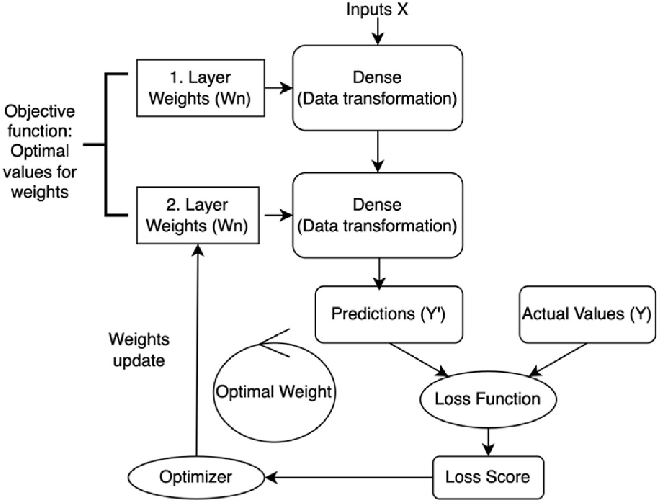 Inputs X
1. Layer
Weights (Wn)
Dense
(Data transformation)
Objective
function:
Optimal
values for
weights
2. Layer
Weights (Wn)
Dense
(Data transformation)
Predictions (Y')
Actual Values (Y)
Weights
update
Optimal Weight
Loss Function
Optimizer
Loss Score